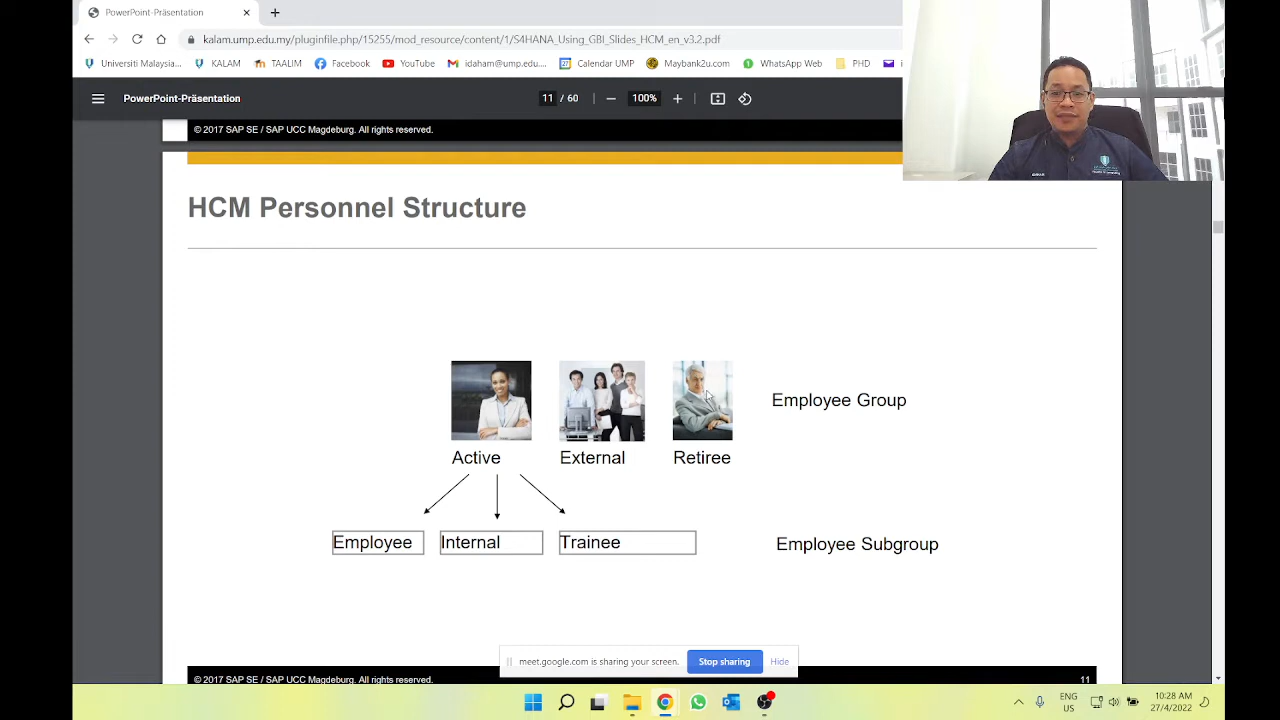 PowerPoint-Präsentation
kalam.ump.edu.my/pluginfile.php/15255/mod_resource/content/1/S4HANA_Using_GBI_Slides_HCM_en_v3.2.pdf
Universiti Malaysia... KALAM TAALIM Facebook YouTube klaham@ump.edu.... Calendar UMP Maybank2u.com WhatsApp Web PHD
PowerPoint-Präsentation 11 / 60 100%
© 2017 SAP SE / SAP UCC Magdeburg. All rights reserved.
HCM Personnel Structure
Employee Group
Active External Retiree
Employee Internal Trainee Employee Subgroup
meet.google.com is sharing your screen. Stop sharing Hide
© 2017 SAP SE / SAP UCC Magdeburg. All rights reserved. 11
ENG
US
10:28 AM
27/4/2022